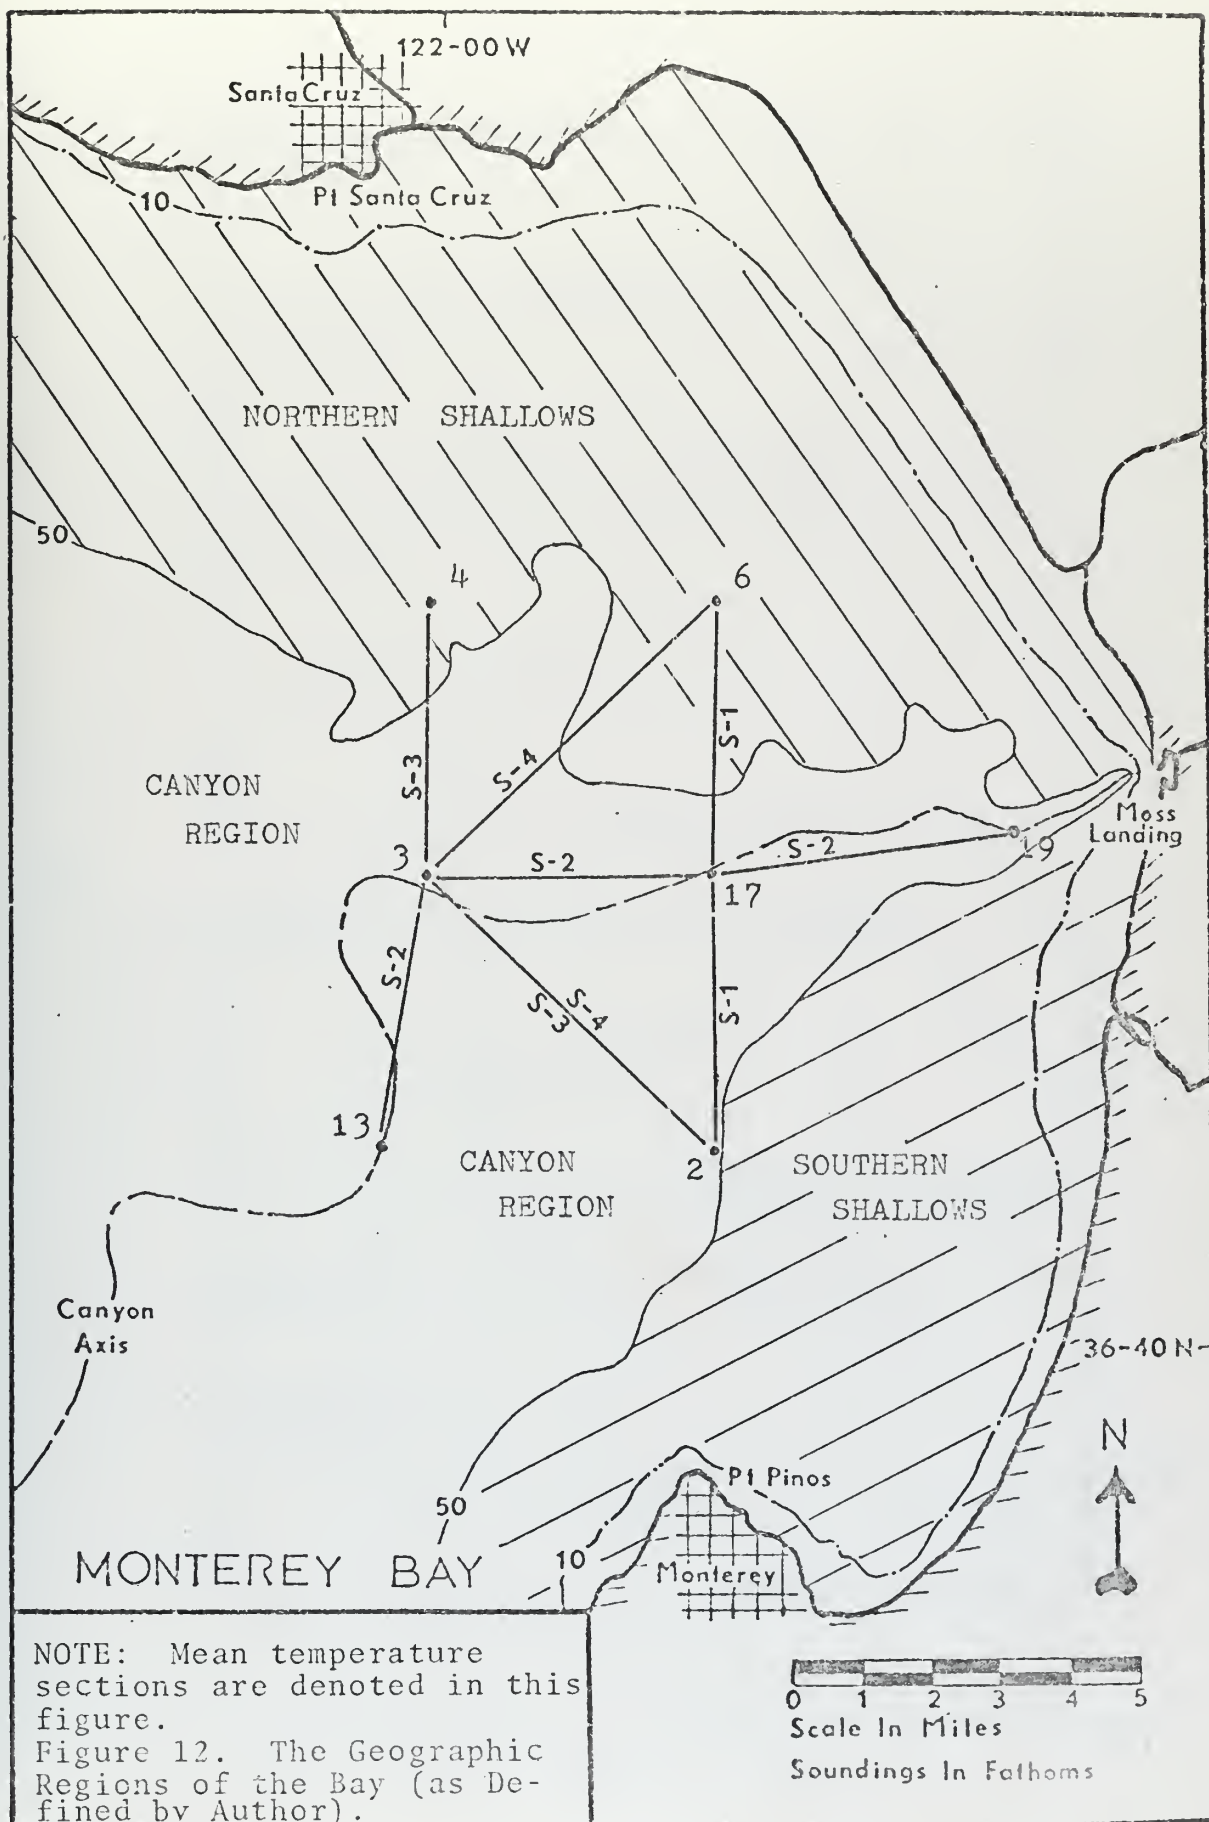 122-00W
Santa Cruz
10
Pt Santa Cruz
NORTHERN SHALLOWS
50
4
6
S-1
S-3
S-4
CANYON
REGION
Moss
Landing
3
S-2
S-2
19
17
S-2
S-1
S-4
S-3
13
2
CANYON
REGION
SOUTHERN
SHALLOWS
Canyon
Axis
36-40 N
N
50
Pt Pinos
10
Monterey
MONTEREY BAY
NOTE: Mean temperature
sections are denoted in this
figure.
Figure 12. The Geographic
Regions of the Bay (as De-
fined by Author).
0 1 2 3 4 5
Scale In Miles
Soundings In Fathoms